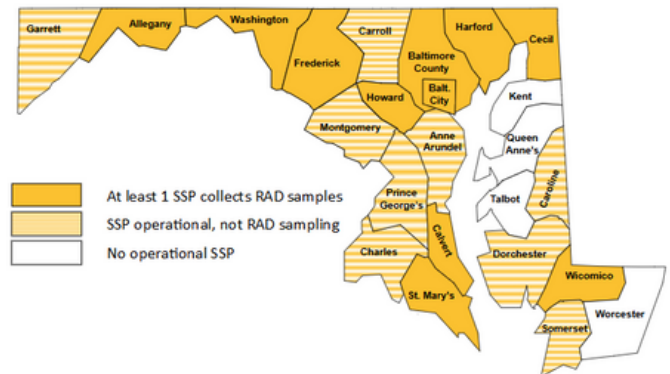 Garrett
Allegany
Washington
Frederick
Carroll
Baltimore
County
Balt.
City
Harford
Cecil
Howard
Montgomery
Anne
Arundel
Kent
Queen
Anne's
Prince
George's
Talbot
Caroline
Calvert
Charles
St. Mary's
Dorchester
Wicomico
Somerset
Worcester
At least 1 SSP collects RAD samples
SSP operational, not RAD sampling
No operational SSP